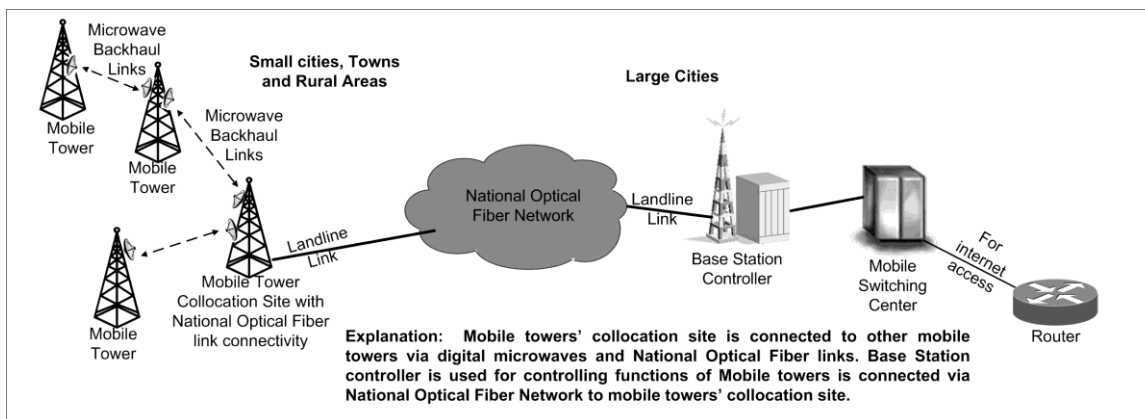 Microwave
Backhaul
Links
Small cities, Towns
and Rural Areas
Large Cities
Mobile
Tower
Mobile
Tower
Microwave
Backhaul
Links
National Optical
Fiber Network
Landline
Link
Landline
Link
Base Station
Controller
Mobile
Switching
Center
For
internet
access
Router
Mobile
Tower
Mobile Tower
Collocation Site with
National Optical Fiber
link connectivity
Explanation: Mobile towers' collocation site is connected to other mobile
towers via digital microwaves and National Optical Fiber links. Base Station
controller is used for controlling functions of Mobile towers is connected via
National Optical Fiber Network to mobile towers' collocation site.